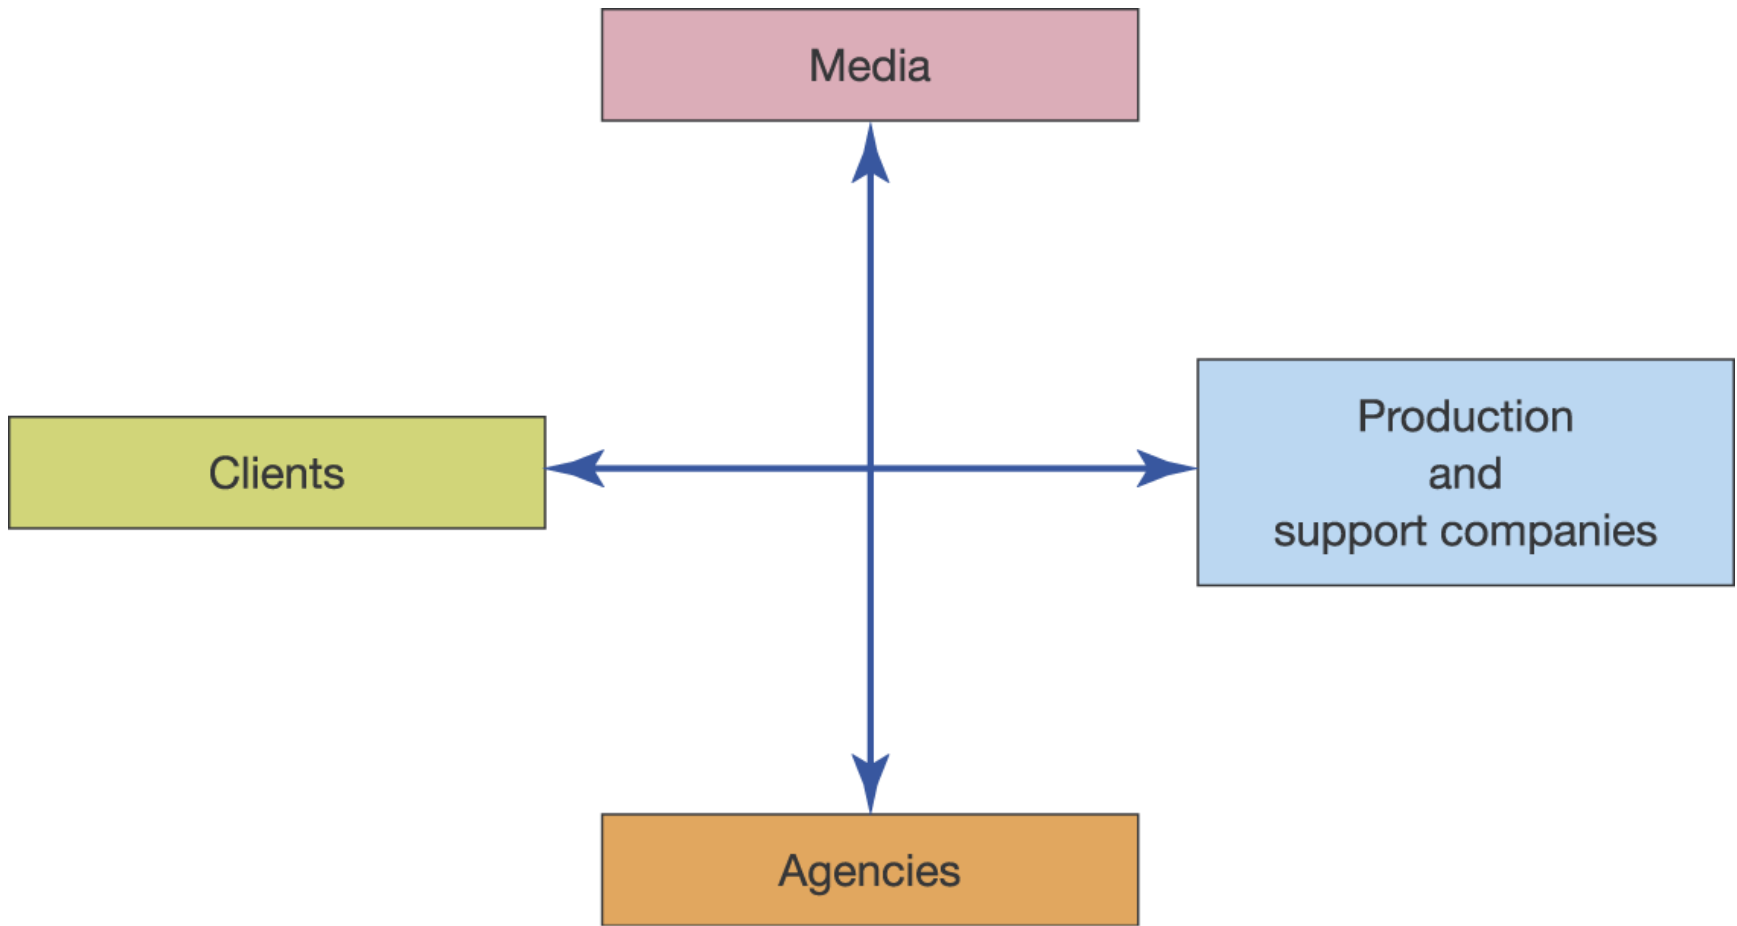 Media
Clients
Production
and
support companies
Agencies